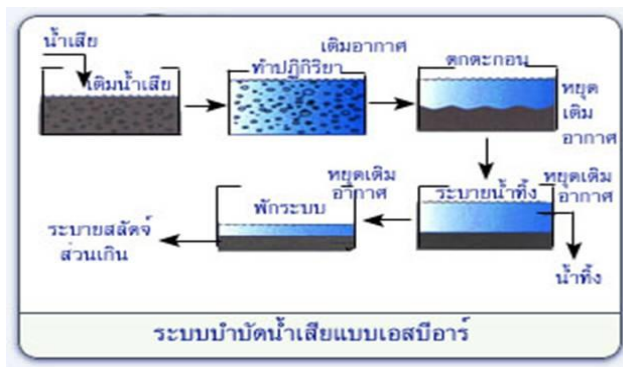 น้ำเสีย
เติมน้ำเสีย
เติมอากาศ
ทำปฏิกิริยา
ตกตะกอน
หยุด
เติม
อากาศ
หยุดเติม
อากาศ
ระบายน้ำทิ้ง
น้ำทิ้ง
หยุดเติม
อากาศ
พักระบบ
ระบายสลัดจ์
ส่วนเกิน
ระบบบำบัดน้ำเสียแบบเอสบีอาร์